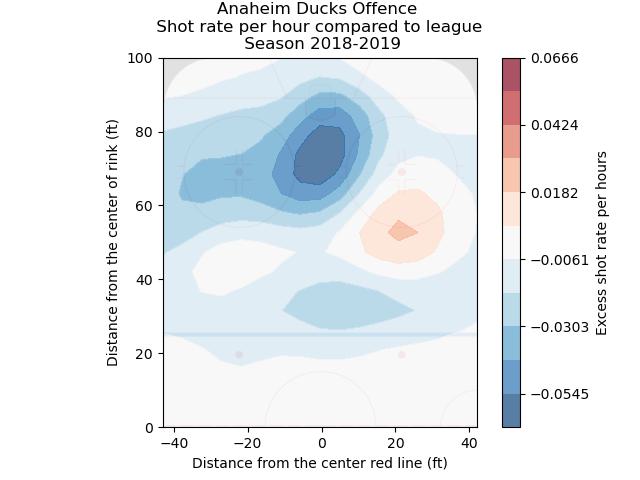 Anaheim Ducks Offence
Shot rate per hour compared to league
Season 2018-2019
100
80
60
40
20
0
Distance from the center of rink (ft)
−40
−20
0
20
40
Distance from the center red line (ft)
0.0666
0.0424
0.0182
−0.0061
−0.0303
−0.0545
Excess shot rate per hours